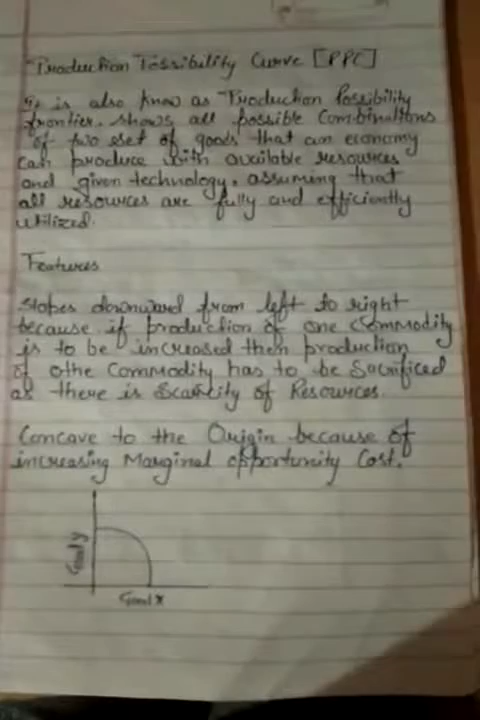 Production Possibility Curve [PPC]
It is also know as Production Possibility
frontier. shows all possible Combinations
of two set of goods that an economy
can produce with available resources
and given technology. assuming that
all resources are fully and efficiently
utilized.
Features
slopes downward from left to right
because if production of one Commodity
is to be increased then production
of othe Commodity has to be Sacrificed
as there is Scarcity of Resources.
Concave to the Origin because of
increasing Marginal opportunity Cost.
Good y
Good x